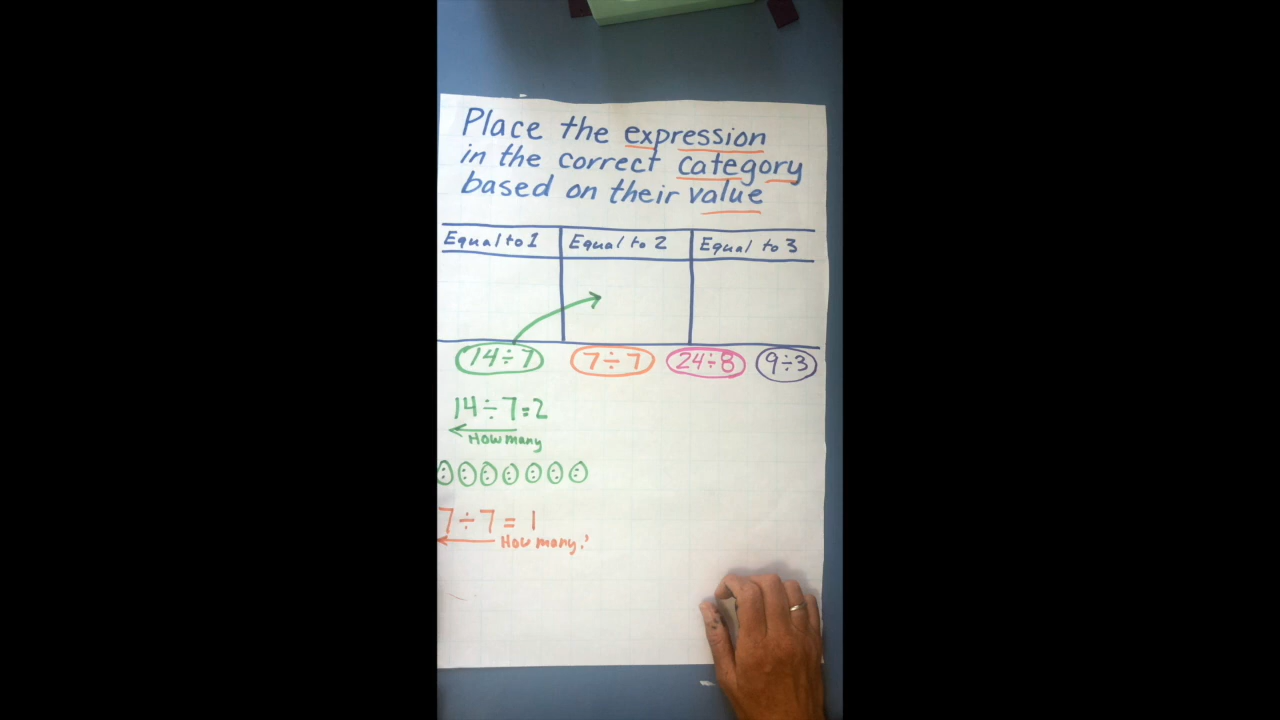 Place the expression
in the correct category
based on their value
Equal to 1 Equal to 2 Equal to 3
14÷7 7÷7 24÷8 9÷3
14÷7=2
How many
7÷7=1
How many?